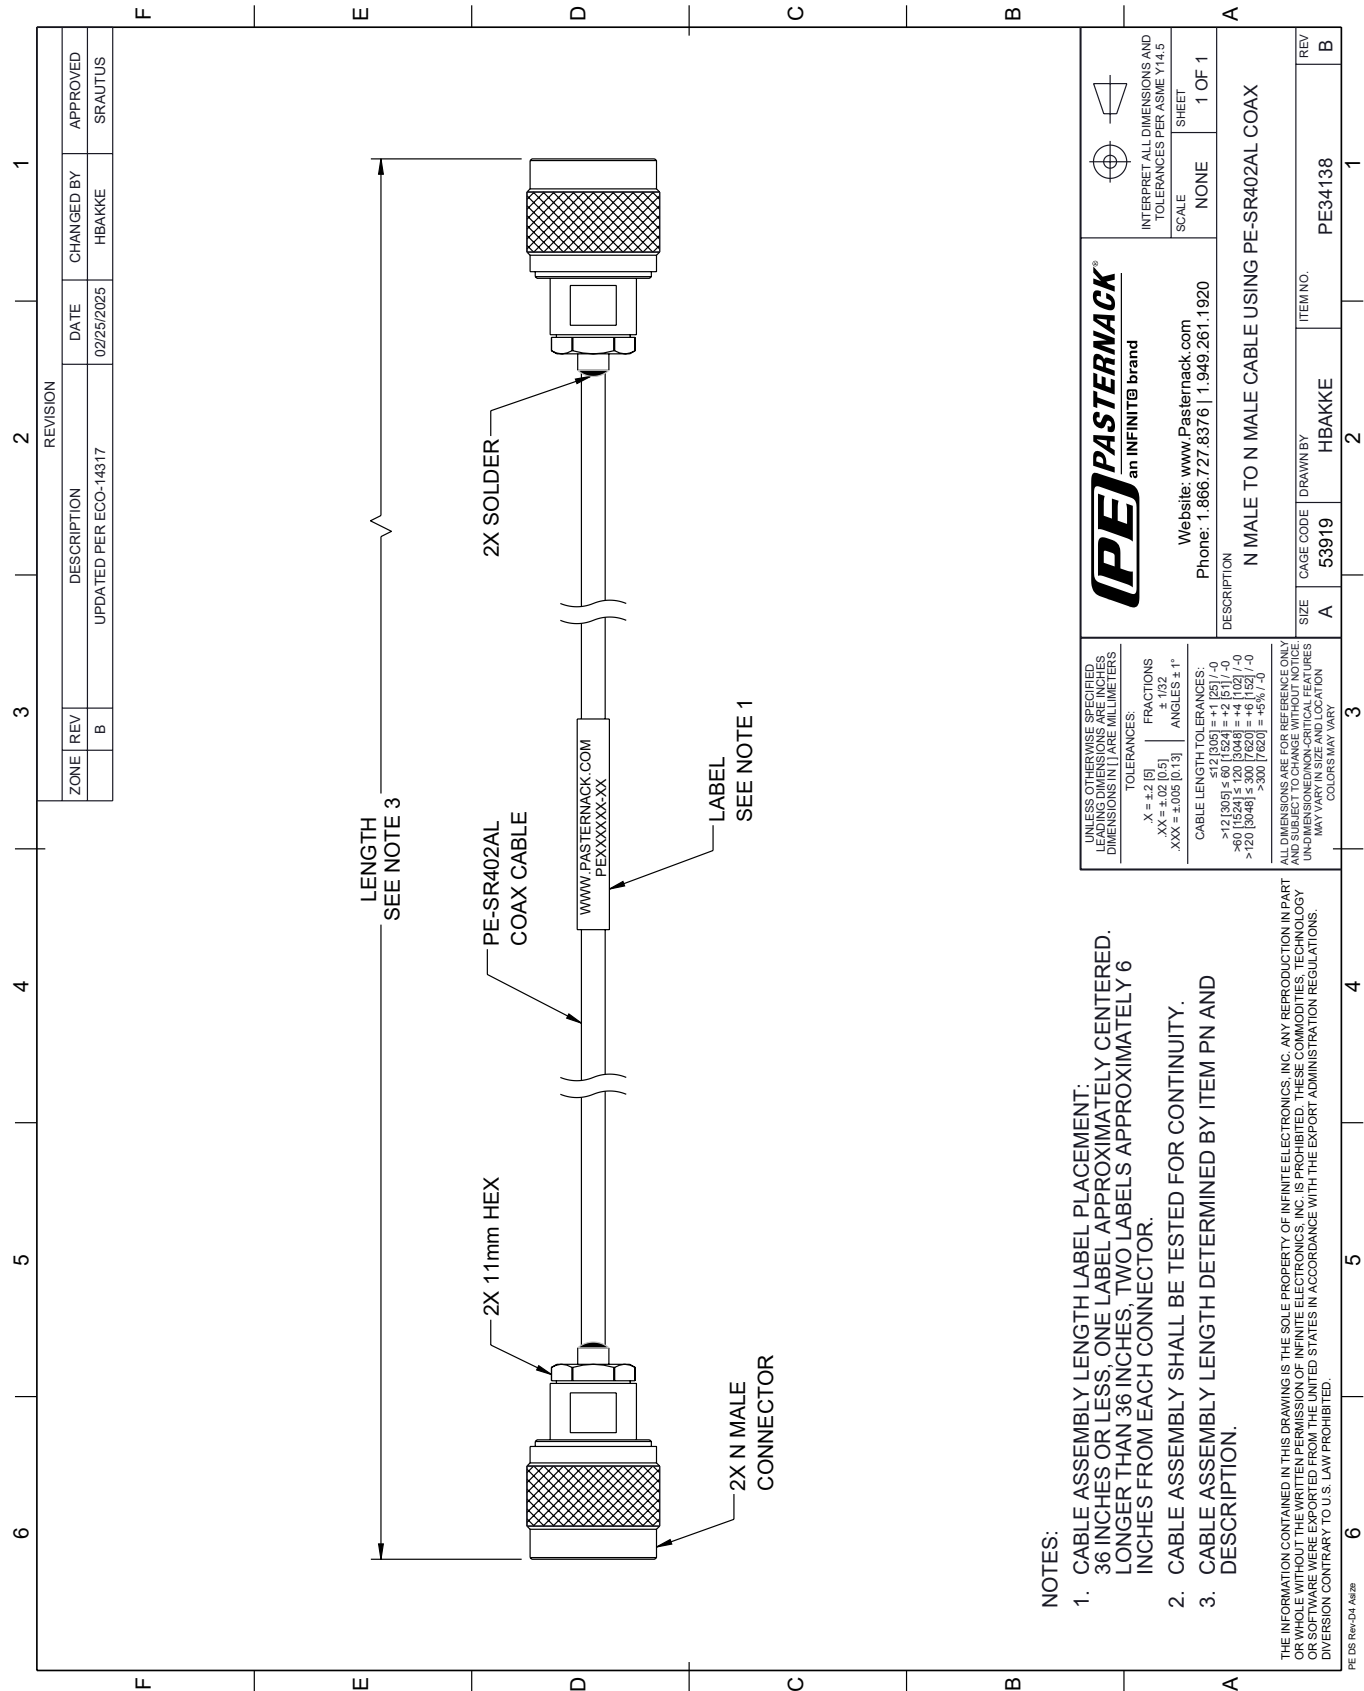 6 5 4 3 2 1
F
E
D
C
B
A
REVISION
ZONE REV DESCRIPTION DATE CHANGED BY APPROVED
B UPDATED PER ECO-14317 02/25/2025 HBAKKE SRAUTUS
LENGTH
SEE NOTE 3
2X 11mm HEX
PE-SR402AL
COAX CABLE
2X SOLDER
WWW.PASTERNACK.COM
PEXXXXXX-XX
2X N MALE
CONNECTOR
LABEL
SEE NOTE 1
NOTES:
1. CABLE ASSEMBLY LENGTH LABEL PLACEMENT:
36 INCHES OR LESS, ONE LABEL APPROXIMATELY CENTERED.
LONGER THAN 36 INCHES, TWO LABELS APPROXIMATELY 6
INCHES FROM EACH CONNECTOR.
2. CABLE ASSEMBLY SHALL BE TESTED FOR CONTINUITY.
3. CABLE ASSEMBLY LENGTH DETERMINED BY ITEM PN AND
DESCRIPTION.
THE INFORMATION CONTAINED IN THIS DRAWING IS THE SOLE PROPERTY OF INFINITE ELECTRONICS, INC. ANY REPRODUCTION IN PART
OR WHOLE WITHOUT THE WRITTEN PERMISSION OF INFINITE ELECTRONICS, INC. IS PROHIBITED. THESE COMMODITIES, TECHNOLOGY
OR SOFTWARE WERE EXPORTED FROM THE UNITED STATES IN ACCORDANCE WITH THE EXPORT ADMINISTRATION REGULATIONS.
DIVERSION CONTRARY TO U.S. LAW PROHIBITED.
UNLESS OTHERWISE SPECIFIED
LEADING DIMENSIONS ARE INCHES
DIMENSIONS IN [ ] ARE MILLIMETERS
TOLERANCES:
.X = ±.2 [5] FRACTIONS
.XX = ±.02 [0.5] ± 1/32
.XXX = ±.005 [0.13] ANGLES ± 1°
CABLE LENGTH TOLERANCES:
≤12 [305] = +1 [25] / -0
>12 [305] ≤ 60 [1524] = +2 [51] / -0
>60 [1524] ≤ 120 [3048] = +4 [102] / -0
>120 [3048] ≤ 300 [7620] = +6 [152] / -0
>300 [7620] = +5% / -0
ALL DIMENSIONS ARE FOR REFERENCE ONLY
AND SUBJECT TO CHANGE WITHOUT NOTICE.
UN-DIMENSIONED/NON-CRITICAL FEATURES
MAY VARY IN SIZE AND LOCATION
COLORS MAY VARY
PE PASTERNACK®
an INFINIT@ brand
Website: www.Pasternack.com
Phone: 1.866.727.8376 | 1.949.261.1920
INTERPRET ALL DIMENSIONS AND
TOLERANCES PER ASME Y14.5
SCALE SHEET
NONE 1 OF 1
DESCRIPTION
N MALE TO N MALE CABLE USING PE-SR402AL COAX
SIZE CAGE CODE DRAWN BY ITEM NO. REV
A 53919 HBAKKE PE34138 B
F
E
D
C
B
A
6 5 4 3 2 1
PE DS Rev-D4 Asize